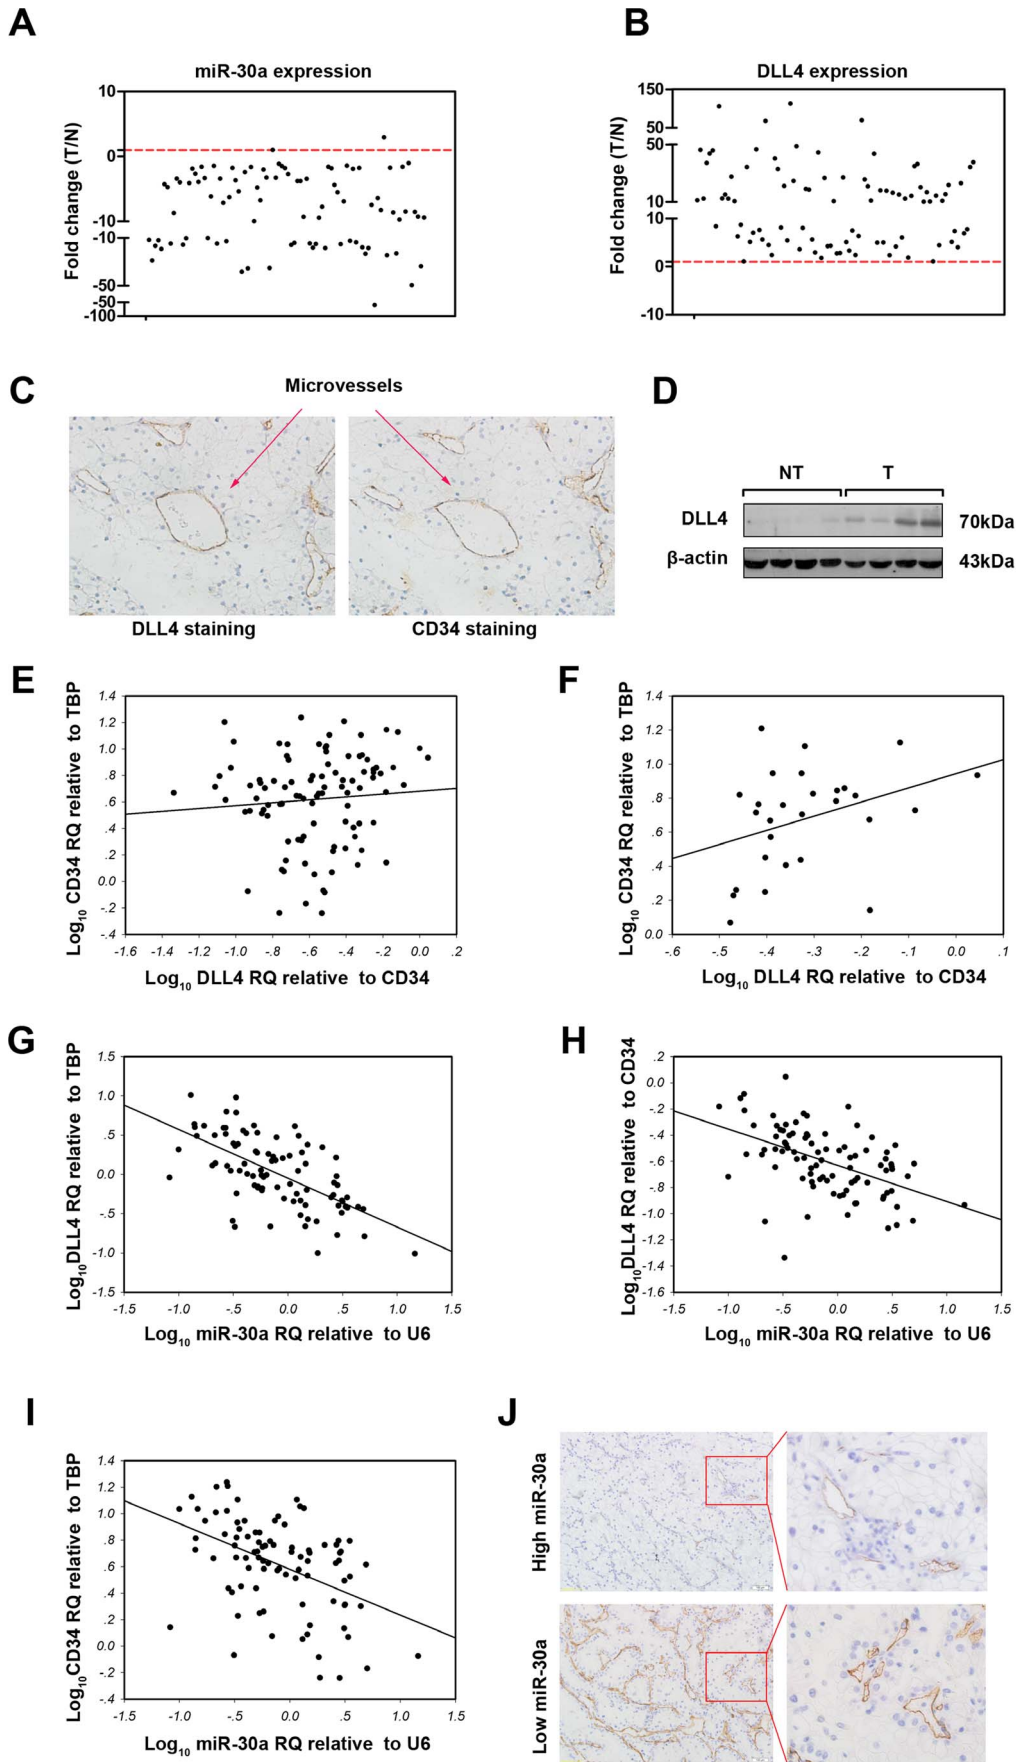 A
miR-30a expression
Fold change (T/N)
10
0
-10
-10
-50
-50
-100
B
DLL4 expression
Fold change (T/N)
150
50
50
10
10
0
-10
C
Microvessels
DLL4 staining
CD34 staining
D
NT
T
DLL4
70kDa
β-actin
43kDa
E
Log10 CD34 RQ relative to TBP
1.4
1.2
1.0
.8
.6
.4
.2
0.0
-.2
-.4
-1.6
-1.4
-1.2
-1.0
-.8
-.6
-.4
-.2
0.0
.2
Log10 DLL4 RQ relative to CD34
F
Log10 CD34 RQ relative to TBP
1.4
1.2
1.0
.8
.6
.4
.2
0.0
-.6
-.5
-.4
-.3
-.2
-.1
0.0
.1
Log10 DLL4 RQ relative to CD34
G
Log10DLL4 RQ relative to TBP
1.5
1.0
.5
0.0
-.5
-1.0
-1.5
-1.5
-1.0
-.5
0.0
.5
1.0
1.5
Log10 miR-30a RQ relative to U6
H
Log10DLL4 RQ relative to CD34
.2
0.0
-.2
-.4
-.6
-.8
-1.0
-1.2
-1.4
-1.6
-1.5
-1.0
-.5
0.0
.5
1.0
1.5
Log10 miR-30a RQ relative to U6
I
Log10CD34 RQ relative to TBP
1.4
1.2
1.0
.8
.6
.4
.2
0.0
-.2
-.4
-1.5
-1.0
-.5
0.0
.5
1.0
1.5
Log10 miR-30a RQ relative to U6
J
High miR-30a
Low miR-30a